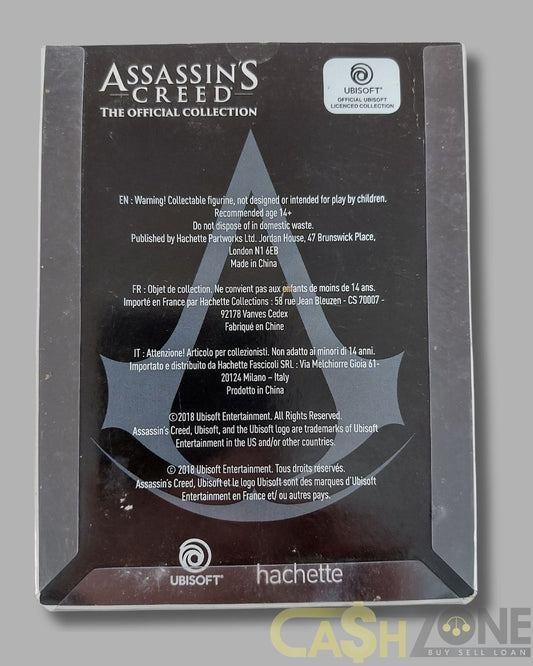 ASSASSIN'S
CREED
THE OFFICIAL COLLECTION
UBISOFT®
OFFICIAL UBISOFT
LICENCED COLLECTION
EN : Warning! Collectable figurine, not designed or intended for play by children.
Recommended age 14+
Do not dispose of in domestic waste.
Published by Hachette Partworks Ltd. Jordan House, 47 Brunswick Place,
London N1 6EB
Made in China
FR : Objet de collection. Ne convient pas aux enfants de moins de 14 ans.
Importé en France par Hachette Collections : 58 rue Jean Bleuzen - CS 70007 -
92178 Vanves Cedex
Fabriqué en Chine
IT : Attenzione! Articolo per collezionisti. Non adatto ai minori di 14 anni.
Importato e distribuito da Hachette Fascicoli SRL : Via Melchiorre Gioia 61-
20124 Milano – Italy
Prodotto in China
©2018 Ubisoft Entertainment. All Rights Reserved.
Assassin's Creed, Ubisoft, and the Ubisoft logo are trademarks of Ubisoft
Entertainment in the US and/or other countries.
© 2018 Ubisoft Entertainment. Tous droits réservés.
Assassin's Creed, Ubisoft et le logo Ubisoft sont des marques d'Ubisoft
Entertainment en France et/ ou autres pays.
UBISOFT® hachette
CA$HZONE
BUY SELL LOAN